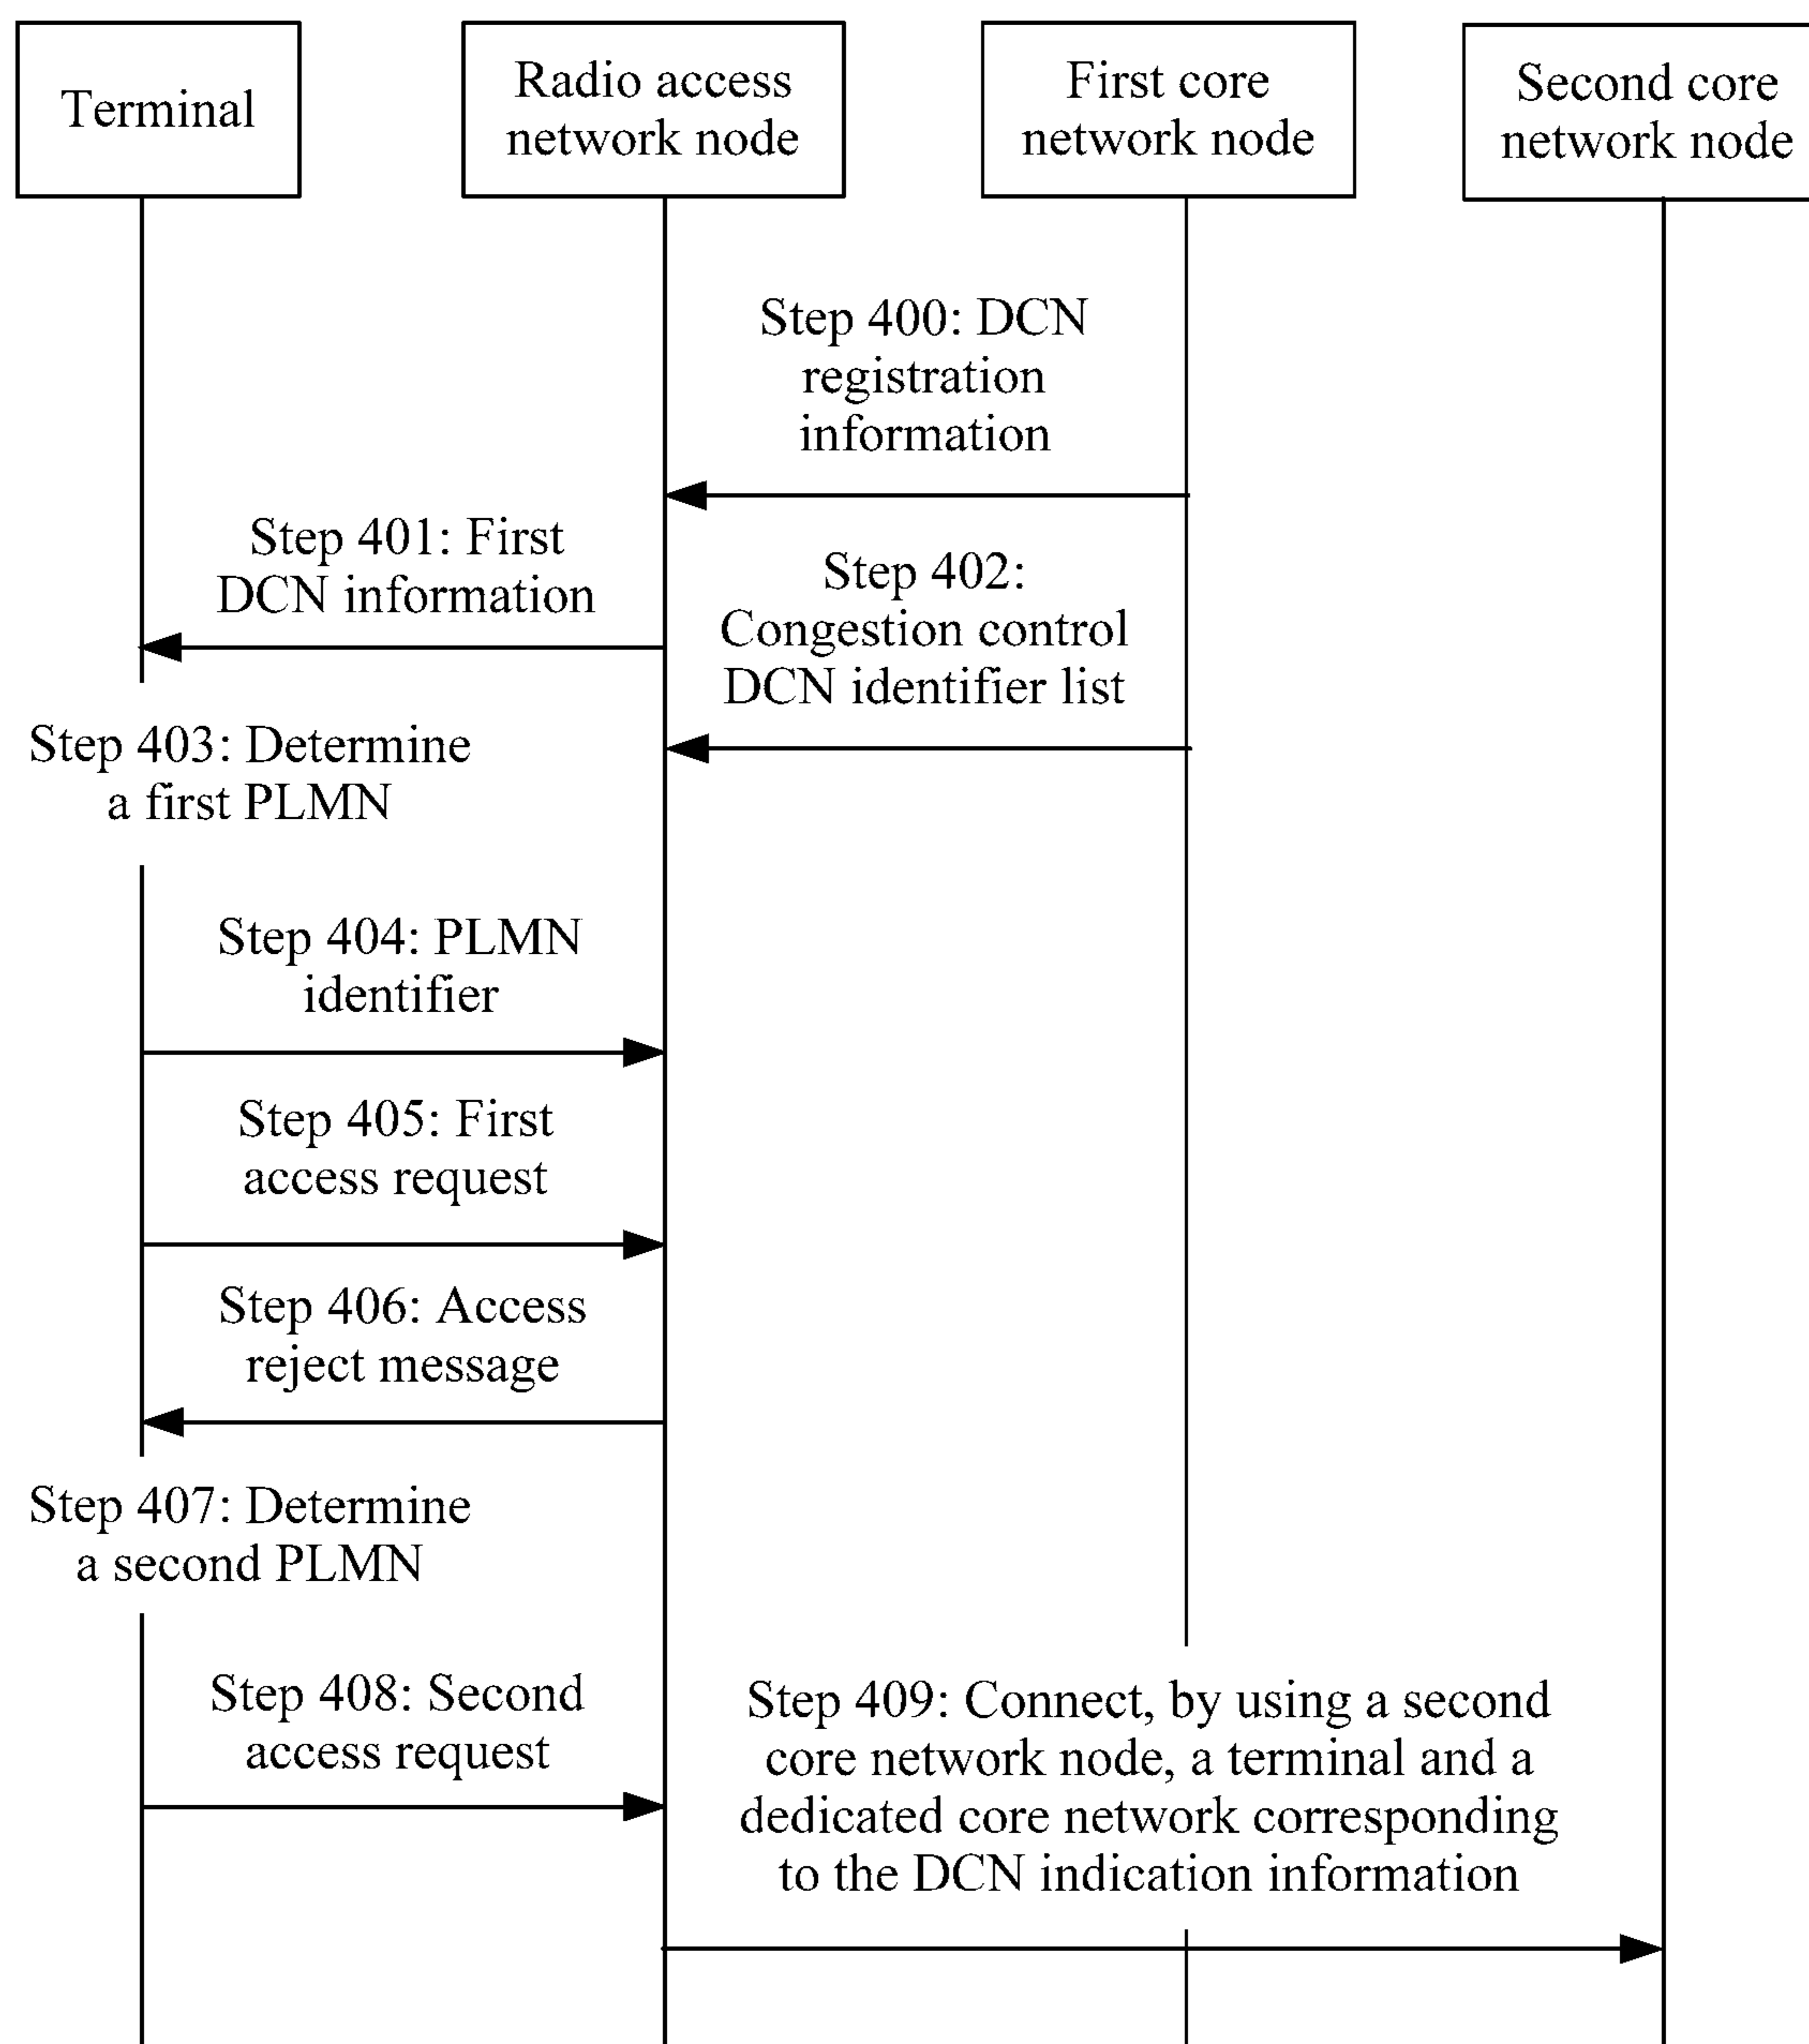 Terminal
Radio access
network node
First core
network node
Second core
network node
Step 400: DCN
registration
information
Step 401: First
DCN information
Step 402:
Congestion control
DCN identifier list
Step 403: Determine
a first PLMN
Step 404: PLMN
identifier
Step 405: First
access request
Step 406: Access
reject message
Step 407: Determine
a second PLMN
Step 408: Second
access request
Step 409: Connect, by using a second
core network node, a terminal and a
dedicated core network corresponding
to the DCN indication information